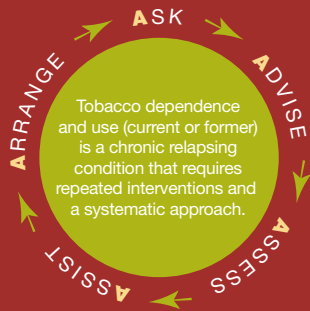 ASK
ADVISE
ASSESS
ASSIST
ARRANGE
Tobacco dependence
and use (current or former)
is a chronic relapsing
condition that requires
repeated interventions and
a systematic approach.